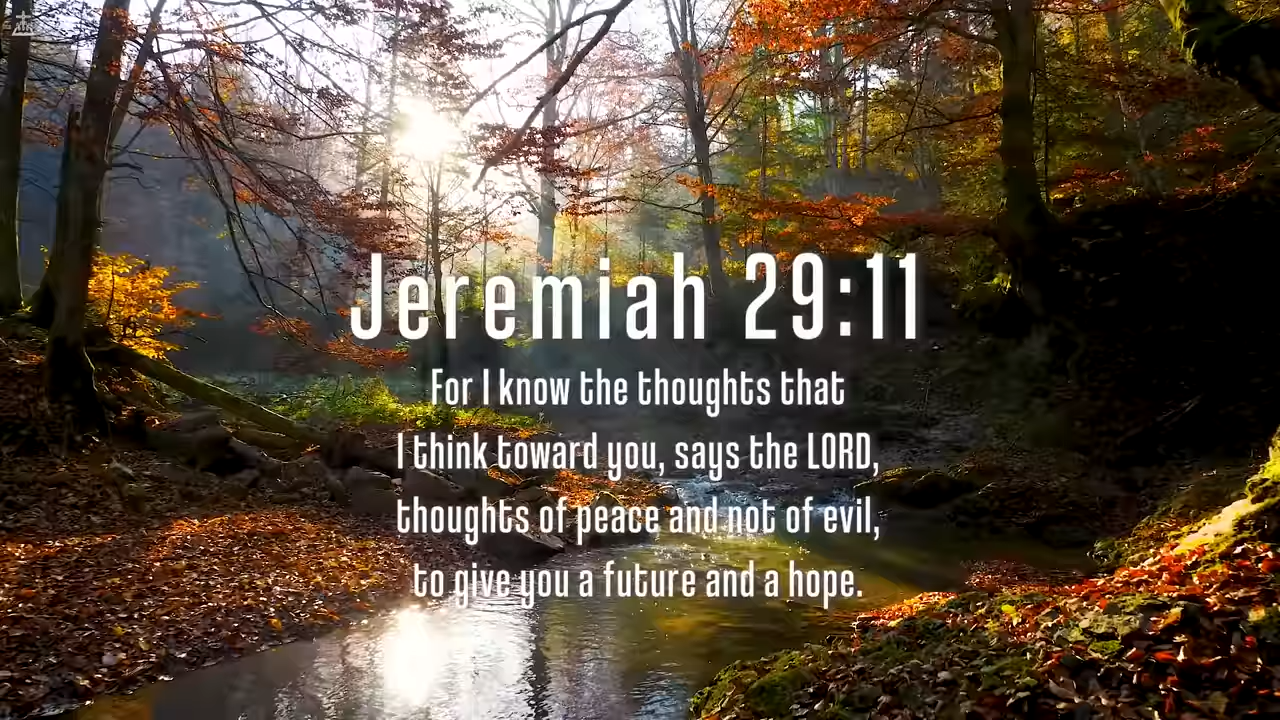 Jeremiah 29:11
For I know the thoughts that
I think toward you, says the LORD,
thoughts of peace and not of evil,
to give you a future and a hope.